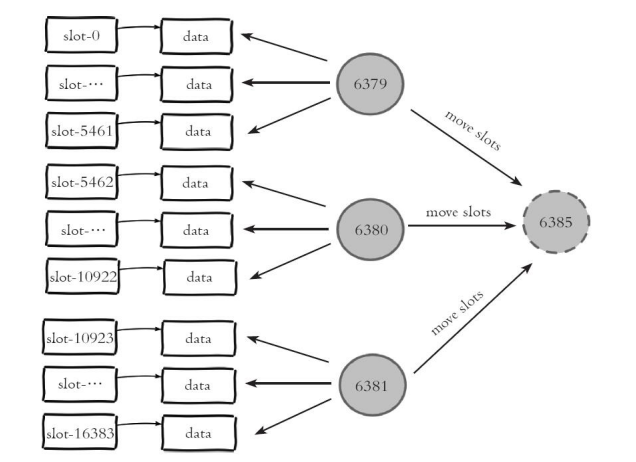 slot-0 data
slot-··· data
6379
slot-5461 data
move slots
slot-5462 data
slot-··· data
6380
move slots
6385
slot-10922 data
move slots
slot-10923 data
slot-··· data
6381
slot-16383 data